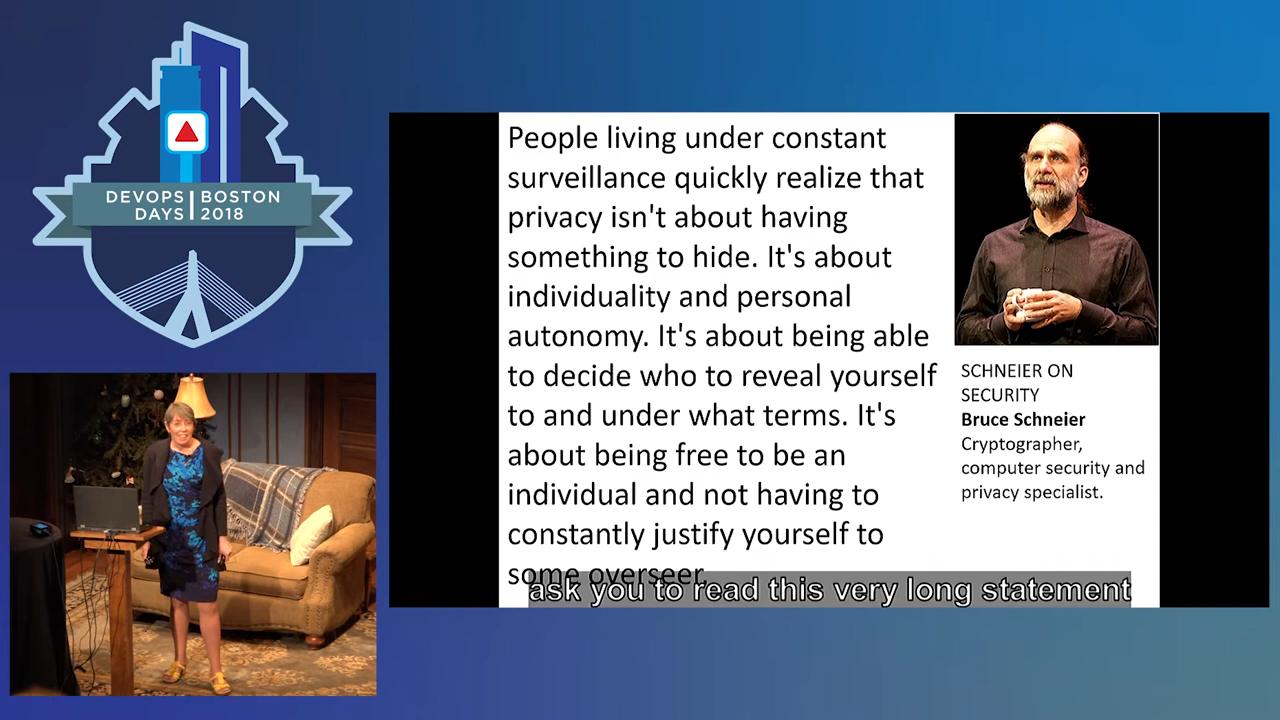 DEVOPS BOSTON
DAYS 2018
People living under constant
surveillance quickly realize that
privacy isn't about having
something to hide. It's about
individuality and personal
autonomy. It's about being able
to decide who to reveal yourself
to and under what terms. It's
about being free to be an
individual and not having to
constantly justify yourself to
some overseer.
SCHNEIER ON
SECURITY
Bruce Schneier
Cryptographer,
computer security and
privacy specialist.
ask you to read this very long statement